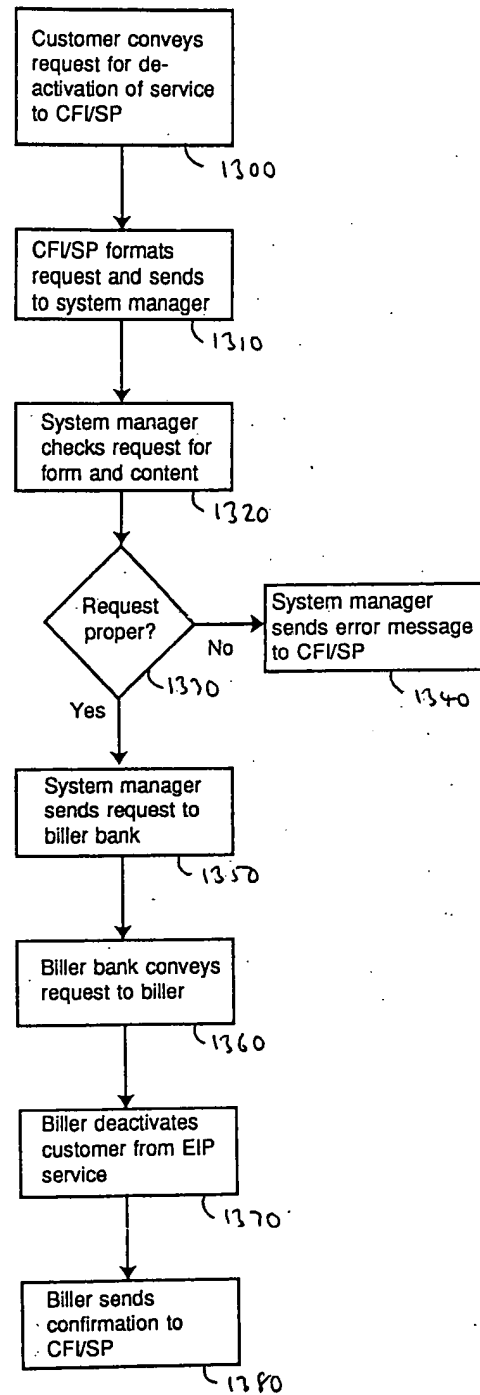 Customer conveys
request for de-
activation of service
to CFI/SP
1300
CFI/SP formats
request and sends
to system manager
1310
System manager
checks request for
form and content
1320
Request
proper?
1330
No
System manager
sends error message
to CFI/SP
1340
Yes
System manager
sends request to
biller bank
1350
Biller bank conveys
request to biller
1360
Biller deactivates
customer from EIP
service
1370
Biller sends
confirmation to
CFI/SP
1380